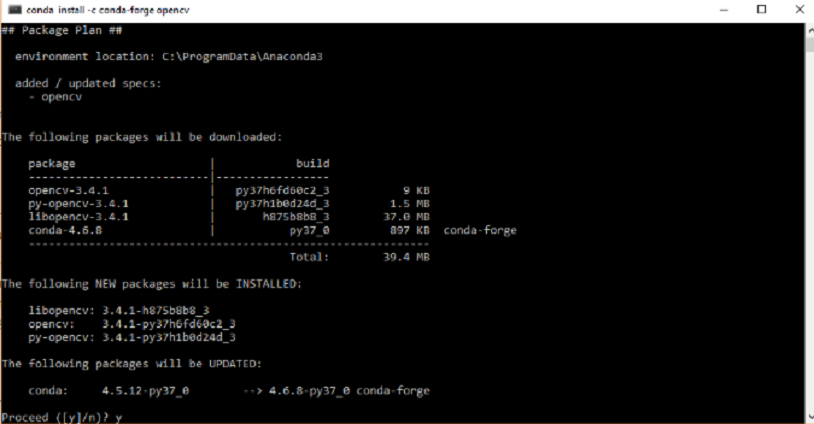 conda install -c conda-forge opencv
## Package Plan ##
environment location: C:\ProgramData\Anaconda3
added / updated specs:
- opencv
The following packages will be downloaded:
package | build
---------------------------|-----------------
opencv-3.4.1 | py37h6fd60c2_3 9 KB
py-opencv-3.4.1 | py37h1b0d24d_3 1.5 MB
libopencv-3.4.1 | h875b8b8_3 37.0 MB
conda-4.6.8 | py37_0 897 KB conda-forge
------------------------------------------------------------
Total: 39.4 MB
The following NEW packages will be INSTALLED:
libopencv: 3.4.1-h875b8b8_3
opencv: 3.4.1-py37h6fd60c2_3
py-opencv: 3.4.1-py37h1b0d24d_3
The following packages will be UPDATED:
conda: 4.5.12-py37_0 --> 4.6.8-py37_0 conda-forge
Proceed ([y]/n)? y